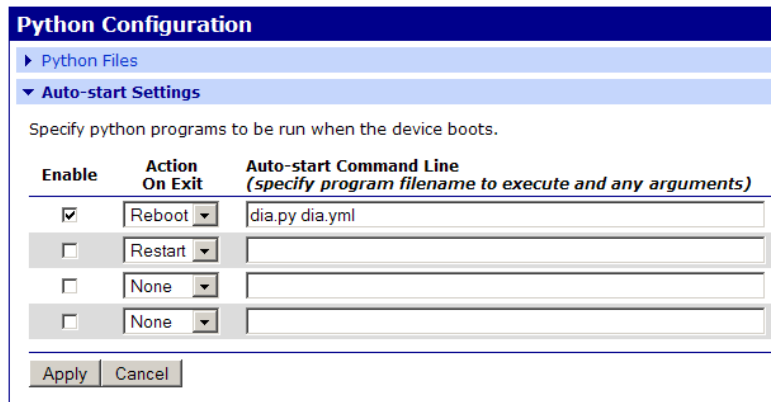 Python Configuration
Python Files
Auto-start Settings
Specify python programs to be run when the device boots.
Enable Action On Exit Auto-start Command Line
(specify program filename to execute and any arguments)
Reboot dia.py dia.yml
Restart
None
None
Apply Cancel